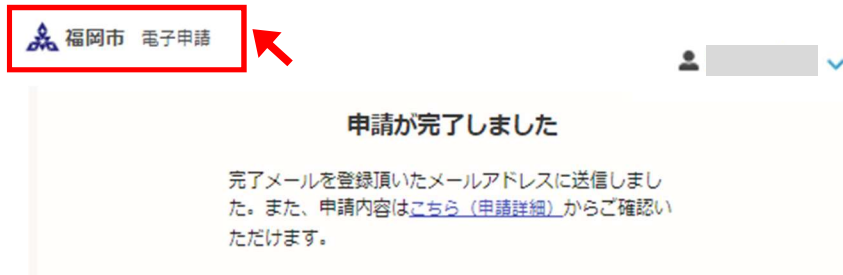 福岡市 電子申請
申請が完了しました
完了メールを登録頂いたメールアドレスに送信しまし
た。また、申請内容はこちら（申請詳細）からご確認い
ただけます。